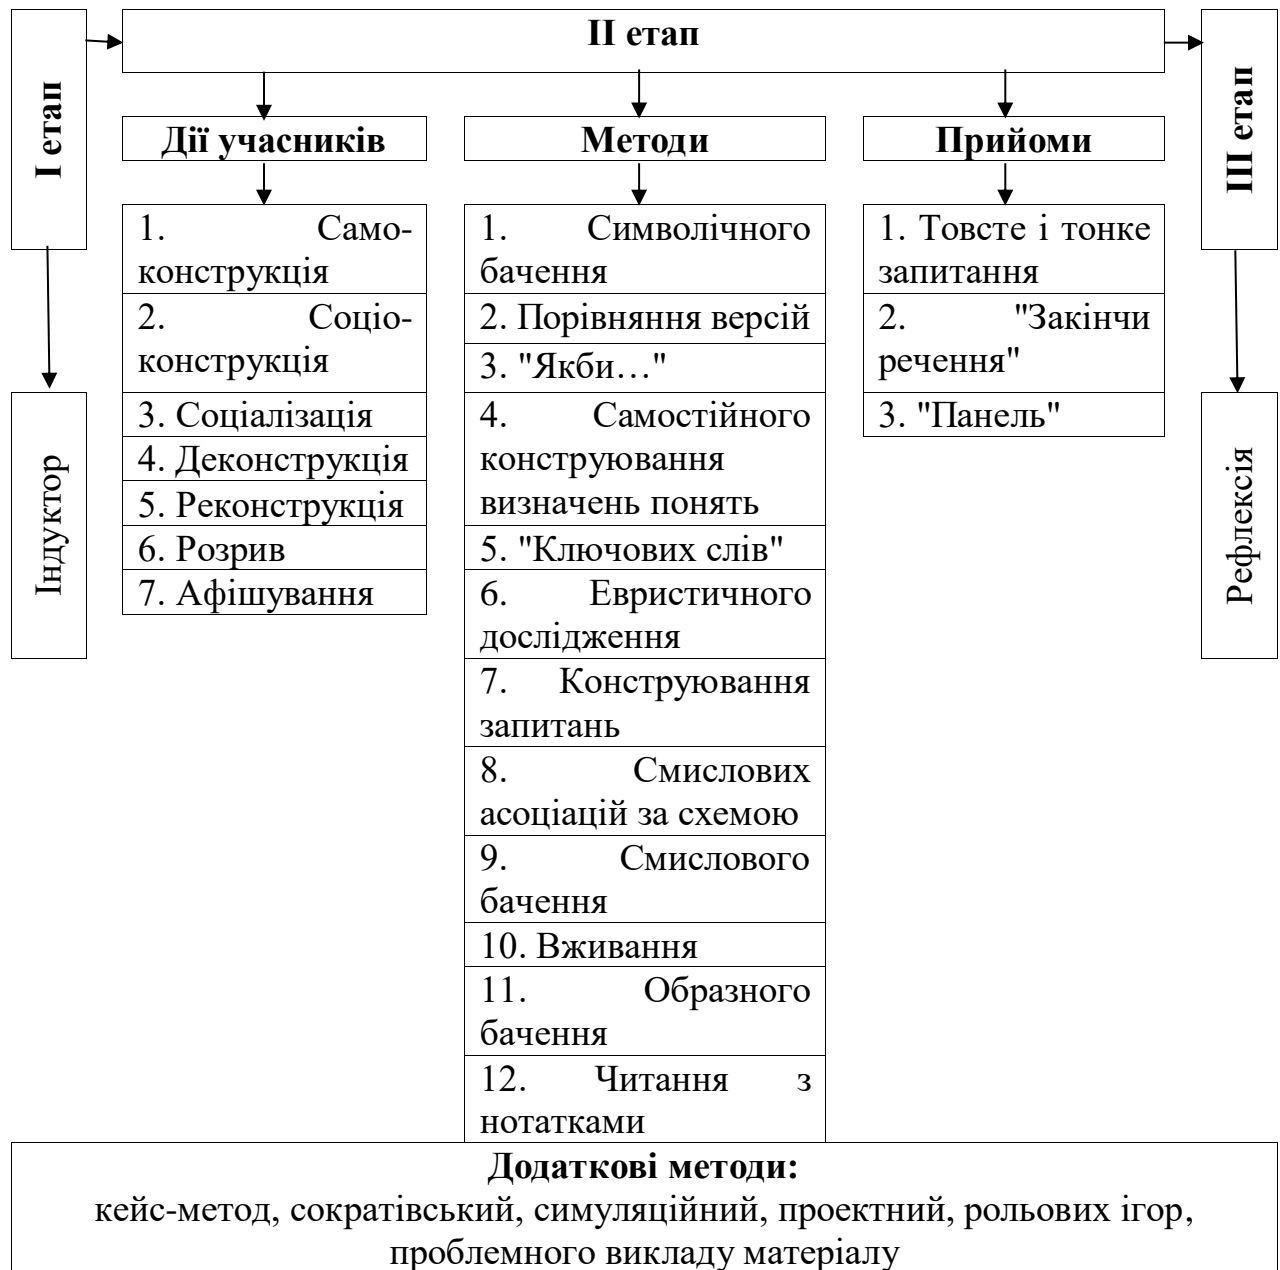 І етап
ІІ етап
ІІІ етап
Дії учасників
1. Само-
конструкція
2. Соціо-
конструкція
3. Соціалізація
4. Деконструкція
5. Реконструкція
6. Розрив
7. Афішування
Методи
1. Символічного
бачення
2. Порівняння версій
3. "Якби…"
4. Самостійного
конструювання
визначень понять
5. "Ключових слів"
6. Евристичного
дослідження
7. Конструювання
запитань
8. Смислових
асоціацій за схемою
9. Смислового
бачення
10. Вживання
11. Образного
бачення
12. Читання з
нотатками
Прийоми
1. Товсте і тонке
запитання
2. "Закінчи
речення"
3. "Панель"
Індуктор
Рефлексія
Додаткові методи:
кейс-метод, сократівський, симуляційний, проектний, рольових ігор,
проблемного викладу матеріалу